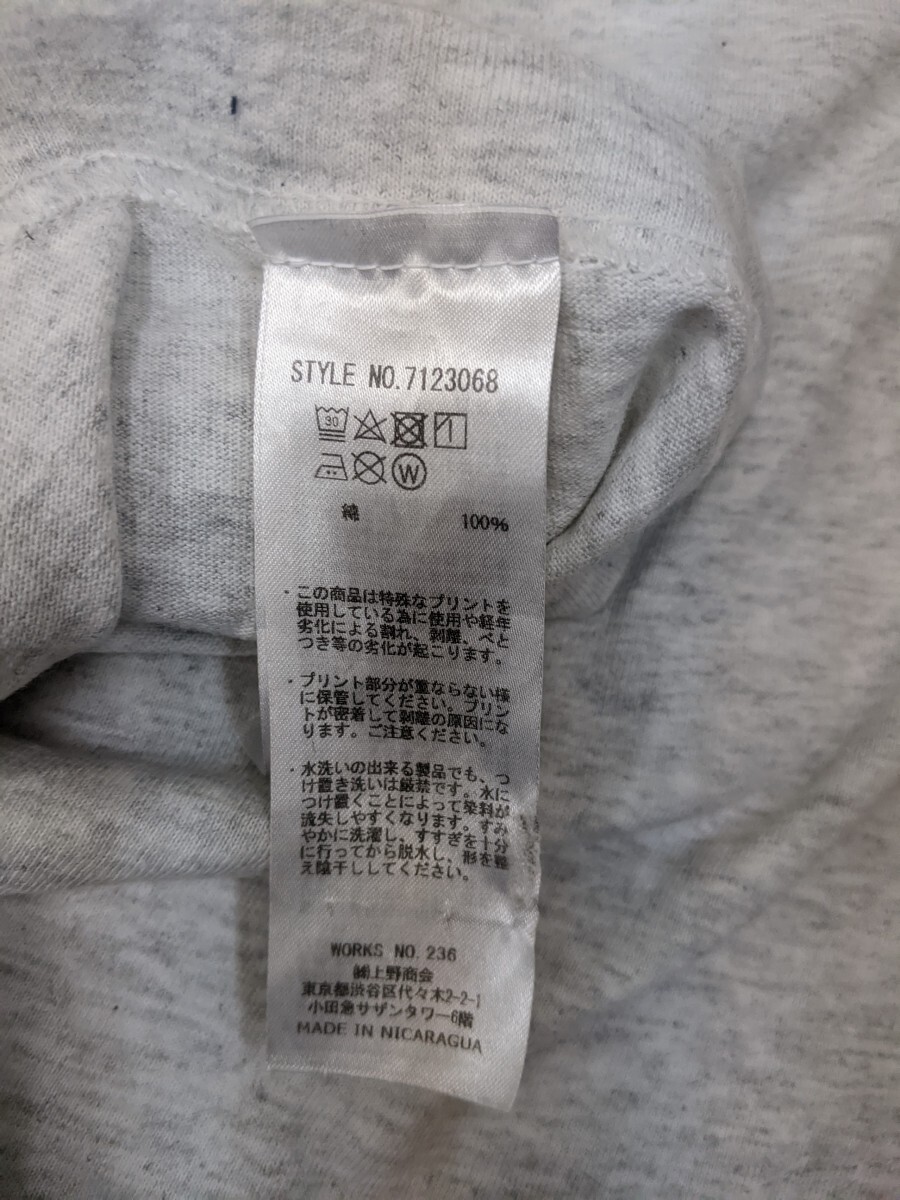 STYLE NO.7123068
30
W
綿 100%
・この商品は特殊なプリントを
使用している為に使用や経年
劣化による割れ、剥離、べと
つき等の劣化が起こります。
・プリント部分が重ならない様
に保管してください。プリン
トが密着して剥離の原因にな
ります。ご注意ください。
・水洗いの出来る製品でも、つ
け置き洗いは厳禁です。水に
つけ置くことによって染料が
流失しやすくなります。すみ
やかに洗濯し、すすぎを十分
に行ってから脱水し、形を整
え陰干ししてください。
WORKS NO. 236
㈱上野商会
東京都渋谷区代々木2-2-1
小田急サザンタワー6階
MADE IN NICARAGUA